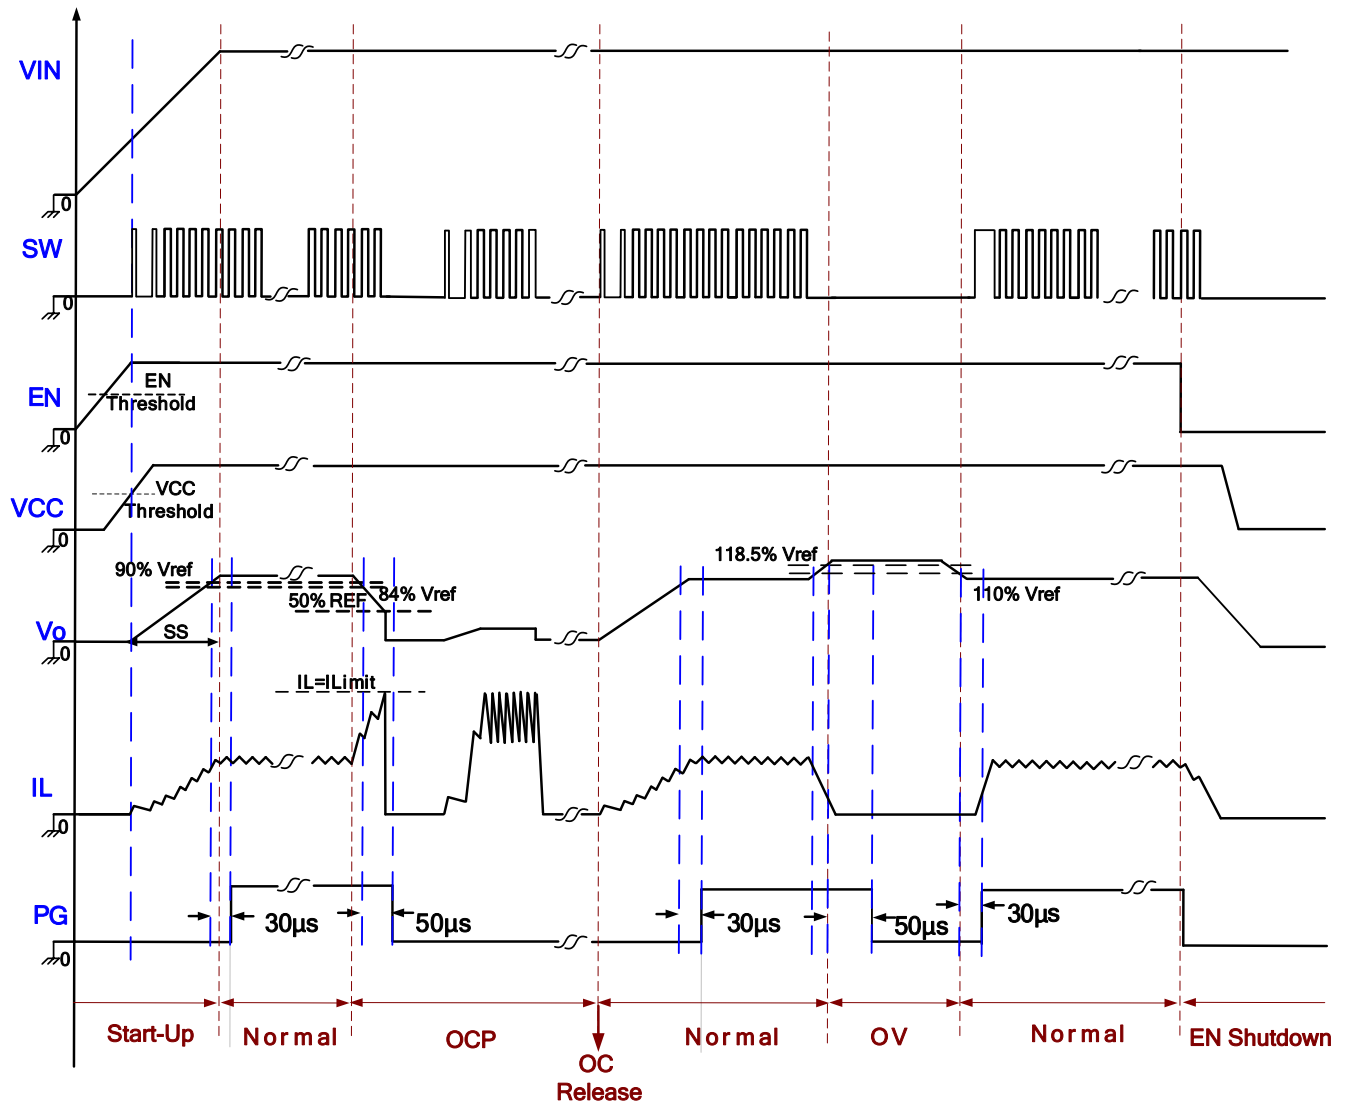 VIN
0
SW
0
EN
Threshold
EN
0
VCC
Threshold
VCC
0
90% Vref
50% REF
84% Vref
118.5% Vref
110% Vref
Vo
SS
0
IL=ILimit
IL
0
PG
30µs
50µs
30µs
50µs
30µs
0
Start-Up
Normal
OCP
Normal
OV
Normal
EN Shutdown
OC
Release